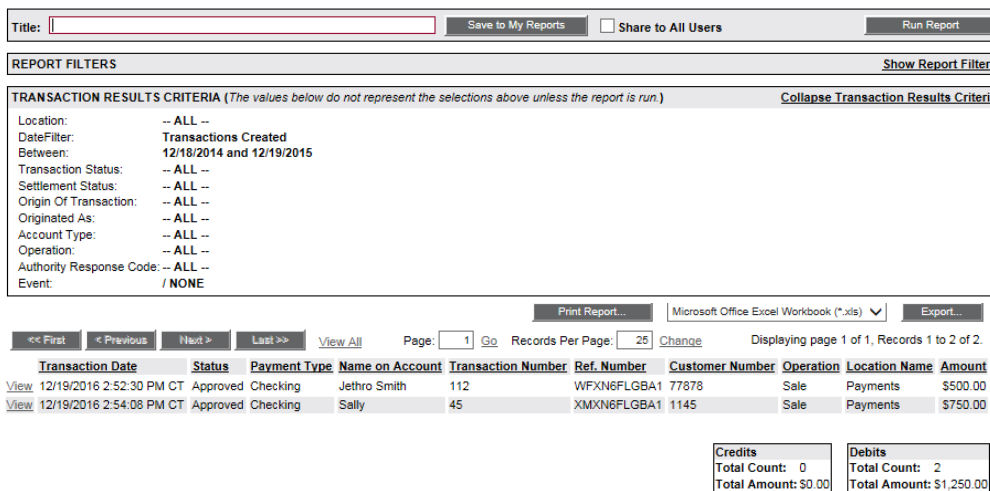 Title: Save to My Reports Share to All Users Run Report
REPORT FILTERS Show Report Filter
TRANSACTION RESULTS CRITERIA (The values below do not represent the selections above unless the report is run.) Collapse Transaction Results Criteri
Location: -- ALL --
DateFilter: Transactions Created
Between: 12/18/2014 and 12/19/2015
Transaction Status: -- ALL --
Settlement Status: -- ALL --
Origin Of Transaction: -- ALL --
Originated As: -- ALL --
Account Type: -- ALL --
Operation: -- ALL --
Authority Response Code: -- ALL --
Event: / NONE
Print Report... Microsoft Office Excel Workbook (*.xls) Export...
<< First < Previous Next > Last >> View All Page: 1 Go Records Per Page: 25 Change Displaying page 1 of 1, Records 1 to 2 of 2.
Transaction Date Status Payment Type Name on Account Transaction Number Ref. Number Customer Number Operation Location Name Amount
View 12/19/2016 2:52:30 PM CT Approved Checking Jethro Smith 112 WFXN6FLGBA1 77878 Sale Payments $500.00
View 12/19/2016 2:54:08 PM CT Approved Checking Sally 45 XMXN6FLGBA1 1145 Sale Payments $750.00
Credits Debits
Total Count: 0 Total Count: 2
Total Amount: $0.00 Total Amount: $1,250.00